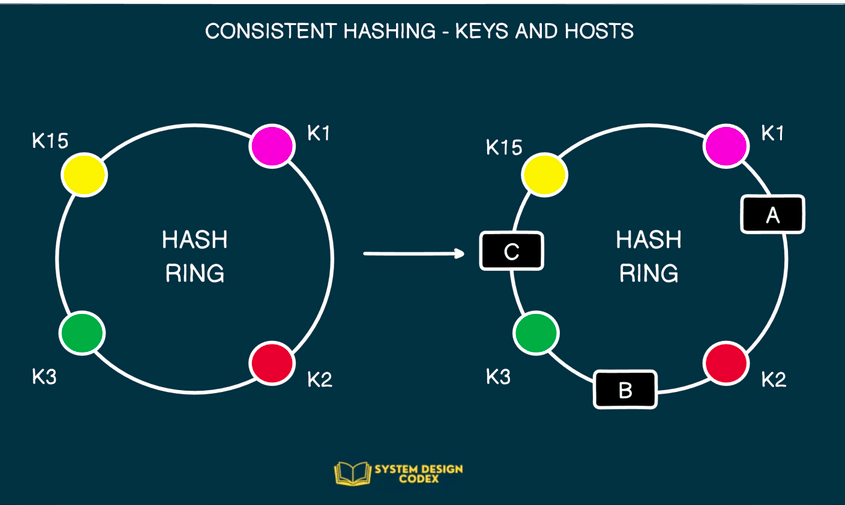 CONSISTENT HASHING - KEYS AND HOSTS
K15
K1
HASH
RING
K3
K2
K15
K1
A
C
HASH
RING
K3
B
K2
SYSTEM DESIGN
CODEX